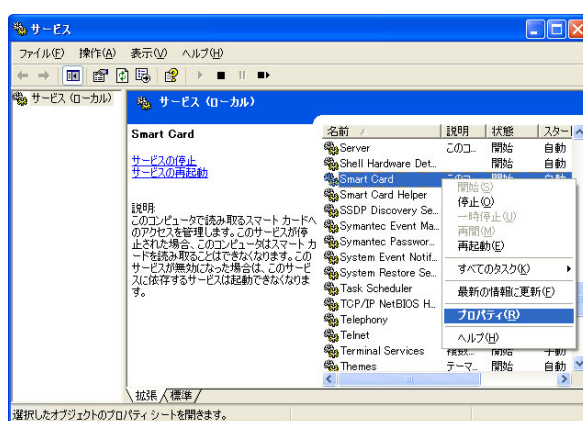 サービス
ファイル(F) 操作(A) 表示(V) ヘルプ(H)
サービス (ローカル)
サービス (ローカル)
Smart Card
サービスの停止
サービスの再起動
説明:
このコンピュータで読み取るスマート カードへ
のアクセスを管理します。このサービスが停
止された場合、このコンピュータはスマート カ
ードを読み取ることはできなくなります。この
サービスが無効になった場合は、このサービ
スに依存するサービスは起動できなくなりま
す。
名前 説明 状態 スタート
Server このコ... 開始 自動
Shell Hardware Det... 開始 自動
Smart Card
Smart Card Helper
SSDP Discovery Se...
Symantec Event Ma...
Symantec Passwor...
System Event Notif...
System Restore Se...
Task Scheduler
TCP/IP NetBIOS H...
Telephony
Telnet
Terminal Services 複数... 開始 手動
Themes テーマ... 開始 自動
開始(S)
停止(O)
一時停止(U)
再開(M)
再起動(E)
すべてのタスク(K)
最新の情報に更新(F)
プロパティ(R)
ヘルプ(H)
拡張 標準
選択したオブジェクトのプロパティ シートを開きます。